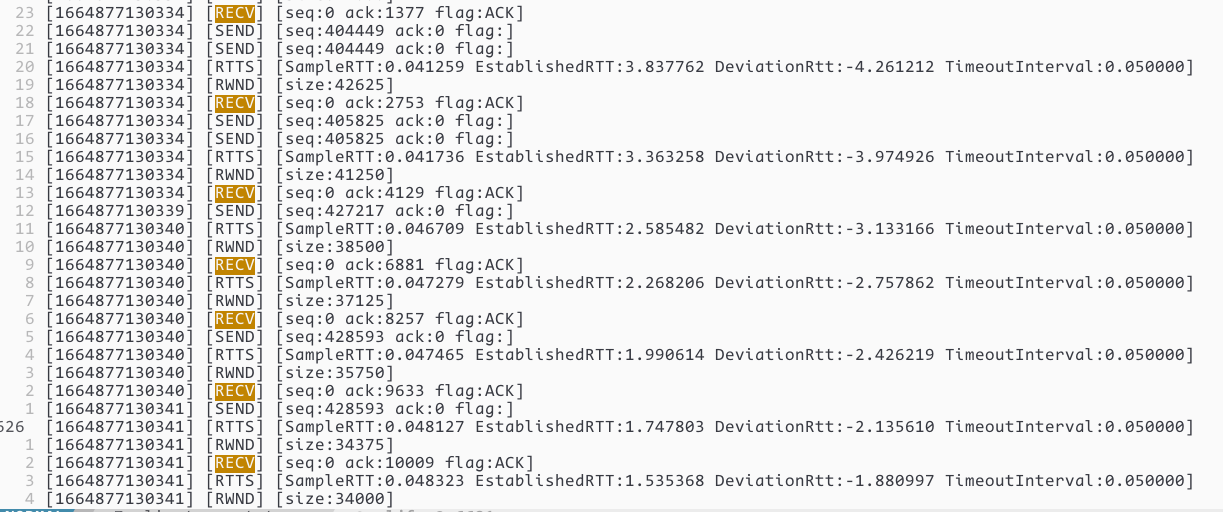 23 [1664877130334] [RECV] [seq:0 ack:1377 flag:ACK]
22 [1664877130334] [SEND] [seq:404449 ack:0 flag:]
21 [1664877130334] [SEND] [seq:404449 ack:0 flag:]
20 [1664877130334] [RTTS] [SampleRTT:0.041259 EstablishedRTT:3.837762 DeviationRtt:-4.261212 TimeoutInterval:0.050000]
19 [1664877130334] [RWND] [size:42625]
18 [1664877130334] [RECV] [seq:0 ack:2753 flag:ACK]
17 [1664877130334] [SEND] [seq:405825 ack:0 flag:]
16 [1664877130334] [SEND] [seq:405825 ack:0 flag:]
15 [1664877130334] [RTTS] [SampleRTT:0.041736 EstablishedRTT:3.363258 DeviationRtt:-3.974926 TimeoutInterval:0.050000]
14 [1664877130334] [RWND] [size:41250]
13 [1664877130334] [RECV] [seq:0 ack:4129 flag:ACK]
12 [1664877130339] [SEND] [seq:427217 ack:0 flag:]
11 [1664877130340] [RTTS] [SampleRTT:0.046709 EstablishedRTT:2.585482 DeviationRtt:-3.133166 TimeoutInterval:0.050000]
10 [1664877130340] [RWND] [size:38500]
9 [1664877130340] [RECV] [seq:0 ack:6881 flag:ACK]
8 [1664877130340] [RTTS] [SampleRTT:0.047279 EstablishedRTT:2.268206 DeviationRtt:-2.757862 TimeoutInterval:0.050000]
7 [1664877130340] [RWND] [size:37125]
6 [1664877130340] [RECV] [seq:0 ack:8257 flag:ACK]
5 [1664877130340] [SEND] [seq:428593 ack:0 flag:]
4 [1664877130340] [RTTS] [SampleRTT:0.047465 EstablishedRTT:1.990614 DeviationRtt:-2.426219 TimeoutInterval:0.050000]
3 [1664877130340] [RWND] [size:35750]
2 [1664877130340] [RECV] [seq:0 ack:9633 flag:ACK]
1 [1664877130341] [SEND] [seq:428593 ack:0 flag:]
526 [1664877130341] [RTTS] [SampleRTT:0.048127 EstablishedRTT:1.747803 DeviationRtt:-2.135610 TimeoutInterval:0.050000]
1 [1664877130341] [RWND] [size:34375]
2 [1664877130341] [RECV] [seq:0 ack:10009 flag:ACK]
3 [1664877130341] [RTTS] [SampleRTT:0.048323 EstablishedRTT:1.535368 DeviationRtt:-1.880997 TimeoutInterval:0.050000]
4 [1664877130341] [RWND] [size:34000]